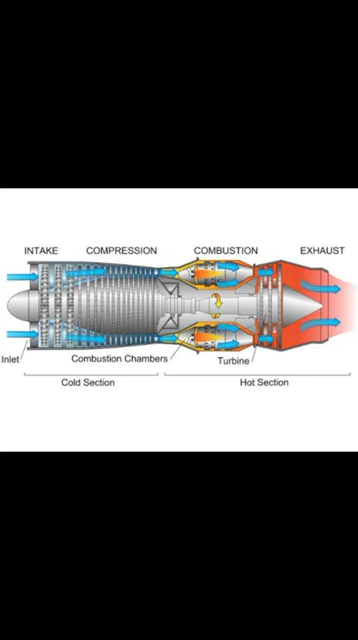 INTAKE COMPRESSION COMBUSTION EXHAUST
Inlet Combustion Chambers Turbine
Cold Section Hot Section